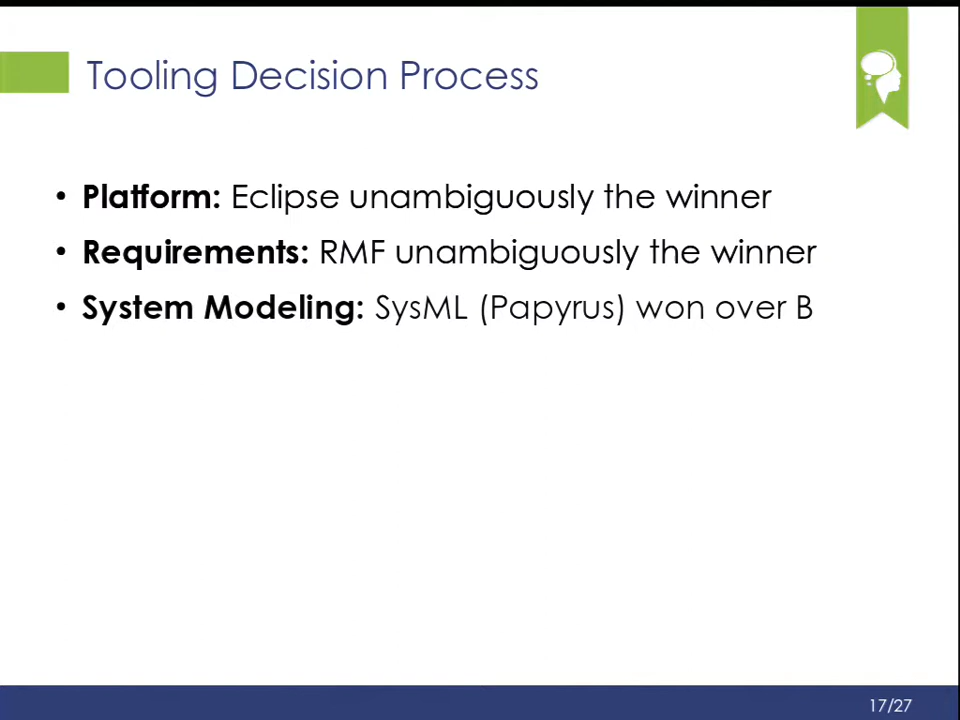 Tooling Decision Process
• Platform: Eclipse unambiguously the winner
• Requirements: RMF unambiguously the winner
• System Modeling: SysML (Papyrus) won over B
17/27